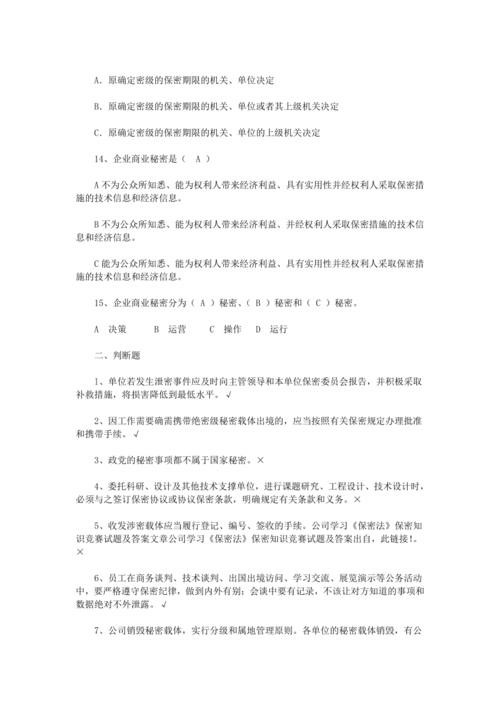 A．原确定密级的保密期限的机关、单位决定
B．原确定密级的保密期限的机关、单位或者其上级机关决定
C．原确定密级的保密期限的机关、单位的上级机关决定
14、企业商业秘密是（ A ）
A 不为公众所知悉、能为权利人带来经济利益、具有实用性并经权利人采取保密措
施的技术信息和经济信息。
B 不为公众所知悉、能为权利人带来经济利益、并经权利人采取保密措施的技术信
息和经济信息。
C 能为公众所知悉、能为权利人带来经济利益、具有实用性并经权利人采取保密措
施的技术信息和经济信息。
15、企业商业秘密分为（ A ）秘密、（ B ）秘密和（ C ）秘密。
A 决策 B 运营 C 操作 D 运行
二、判断题
1、单位若发生泄密事件应及时向主管领导和本单位保密委员会报告，并积极采取
补救措施，将损害降低到最低水平。√
2、因工作需要确需携带绝密级秘密载体出境的，应当按照有关保密规定办理批准
和携带手续。√
3、政党的秘密事项都不属于国家秘密。×
4、委托科研、设计及其他技术支撑单位，进行课题研究、工程设计、技术设计时，
必须与之签订保密协议或协议保密条款，明确规定有关条款和义务。×
5、收发涉密载体应当履行登记、编号、签收的手续。公司学习《保密法》保密知
识竞赛试题及答案文章公司学习《保密法》保密知识竞赛试题及答案出自，此链接！。
×
6、员工在商务谈判、技术谈判、出国出境访问、学习交流、展览演示等公务活动
中，要严格遵守保密纪律，做到内外有别；会谈中要有记录，不该让对方知道的事项和
数据绝对不外泄露。√
7、公司销毁秘密载体，实行分级和属地管理原则。各单位的秘密载体销毁，有公